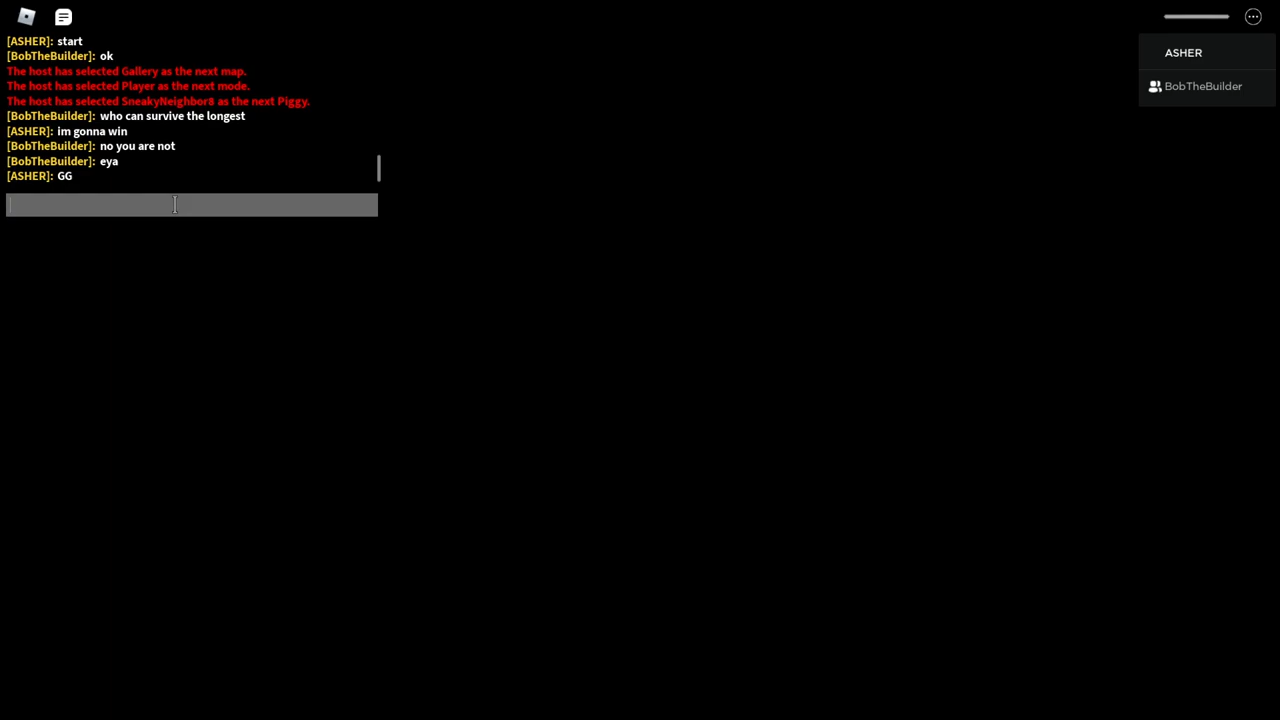 [ASHER]: start
[BobTheBuilder]: ok
The host has selected Gallery as the next map.
The host has selected Player as the next mode.
The host has selected SneakyNeighbor8 as the next Piggy.
[BobTheBuilder]: who can survive the longest
[ASHER]: im gonna win
[BobTheBuilder]: no you are not
[BobTheBuilder]: eya
[ASHER]: GG
ASHER
BobTheBuilder